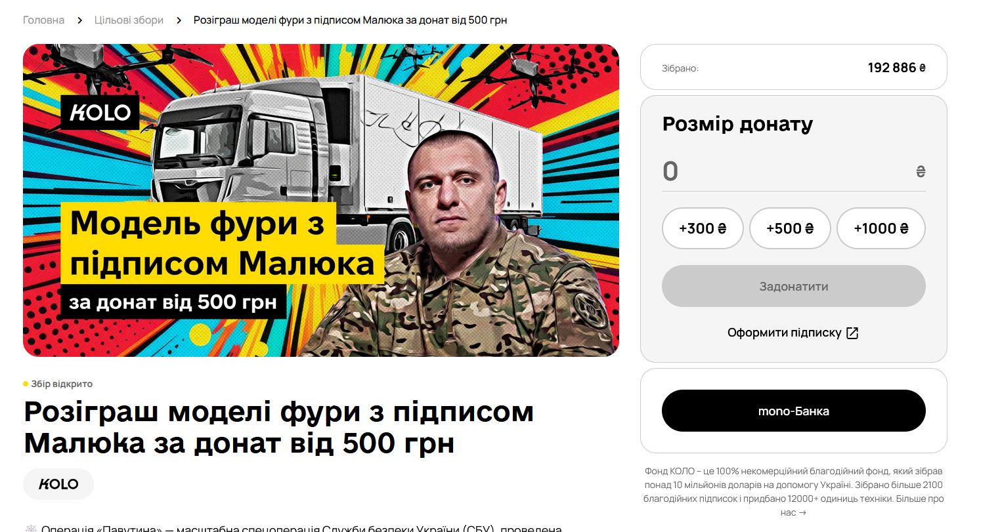 Головна
Цільові збори
Розіграш моделі фури з підписом Малюка за донат від 500 грн
KOLO
Модель фури з
підписом Малюка
за донат від 500 грн
Збір відкрито
Розіграш моделі фури з підписом
Малюка за донат від 500 грн
KOLO
🕸 Операція «Павутина» — масштабна спецоперація Служби безпеки України (СБУ), проведена
Зібрано: 192 886 ₴
Розмір донату
0 ₴
+300 ₴ +500 ₴ +1000 ₴
Задонатити
Оформити підписку
mono-Банка
Фонд КОЛО – це 100% некомерційний благодійний фонд, який зібрав
понад 10 мільйонів доларів на допомогу Україні. Зібрано більше 2100
благодійних підписок і придбано 12000+ одиниць техніки. Більше про
нас →